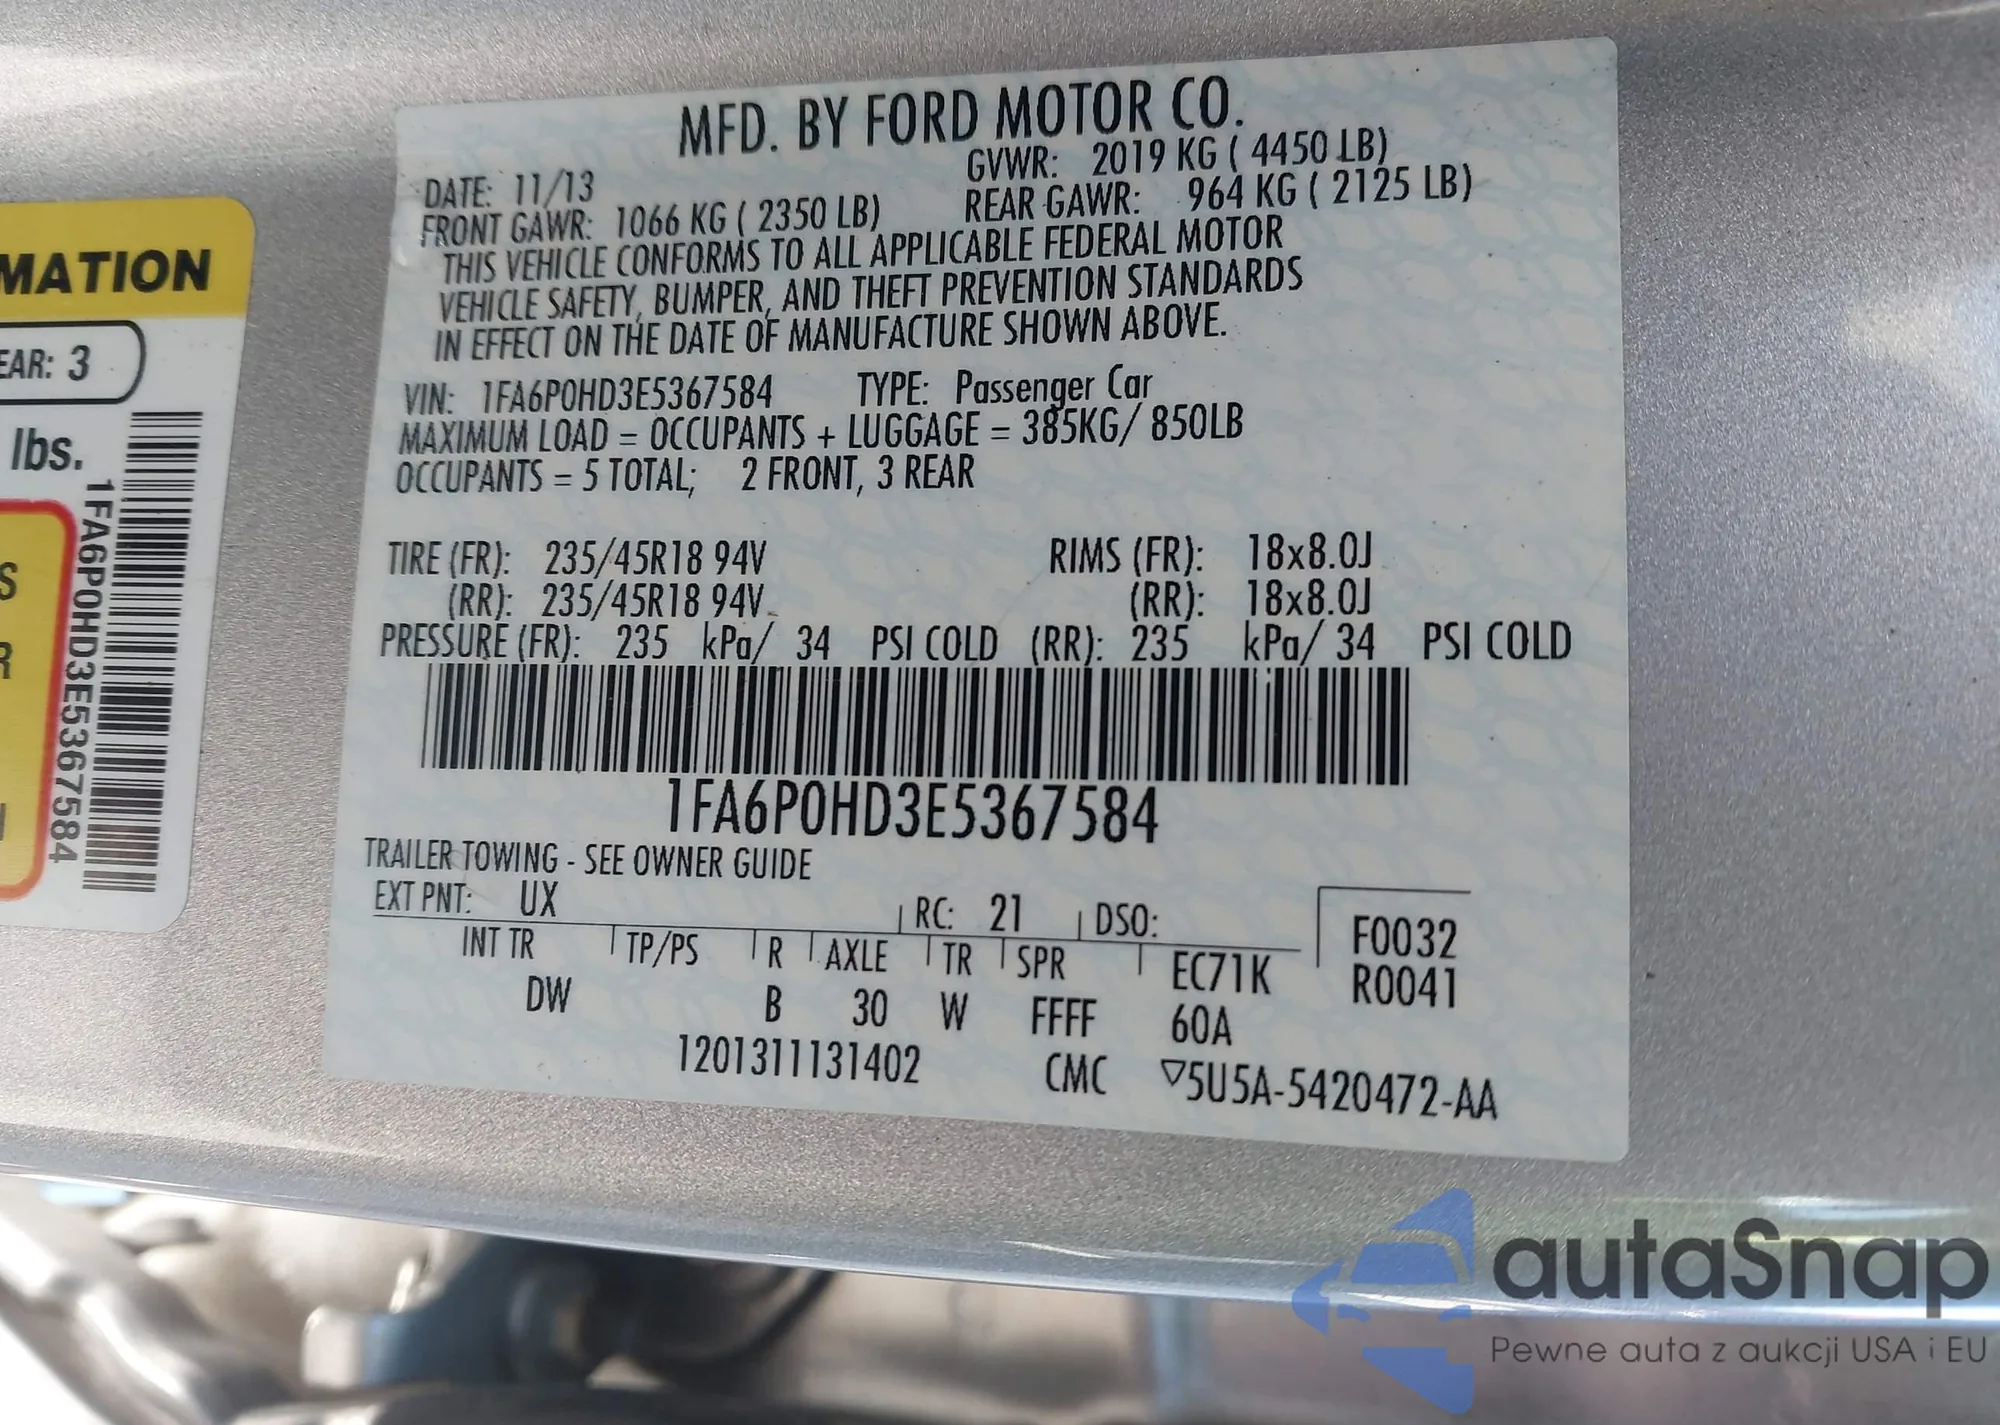 MATION
EAR: 3
lbs.
1FA6P0HD3E5367584
S
R
MFD. BY FORD MOTOR CO.
DATE: 11/13 GVWR: 2019 KG ( 4450 LB)
FRONT GAWR: 1066 KG ( 2350 LB) REAR GAWR: 964 KG ( 2125 LB)
THIS VEHICLE CONFORMS TO ALL APPLICABLE FEDERAL MOTOR
VEHICLE SAFETY, BUMPER, AND THEFT PREVENTION STANDARDS
IN EFFECT ON THE DATE OF MANUFACTURE SHOWN ABOVE.
VIN: 1FA6P0HD3E5367584 TYPE: Passenger Car
MAXIMUM LOAD = OCCUPANTS + LUGGAGE = 385KG/ 850LB
OCCUPANTS = 5 TOTAL; 2 FRONT, 3 REAR
TIRE (FR): 235/45R18 94V RIMS (FR): 18x8.0J
(RR): 235/45R18 94V (RR): 18x8.0J
PRESSURE (FR): 235 kPa/ 34 PSI COLD (RR): 235 kPa/ 34 PSI COLD
1FA6P0HD3E5367584
TRAILER TOWING - SEE OWNER GUIDE
EXT PNT: UX RC: 21 DSO: F0032
INT TR TP/PS R AXLE TR SPR EC71K R0041
DW B 30 W FFFF 60A
1201311131402 CMC ▽5U5A-5420472-AA
autaSnap
Pewne auta z aukcji USA i EU